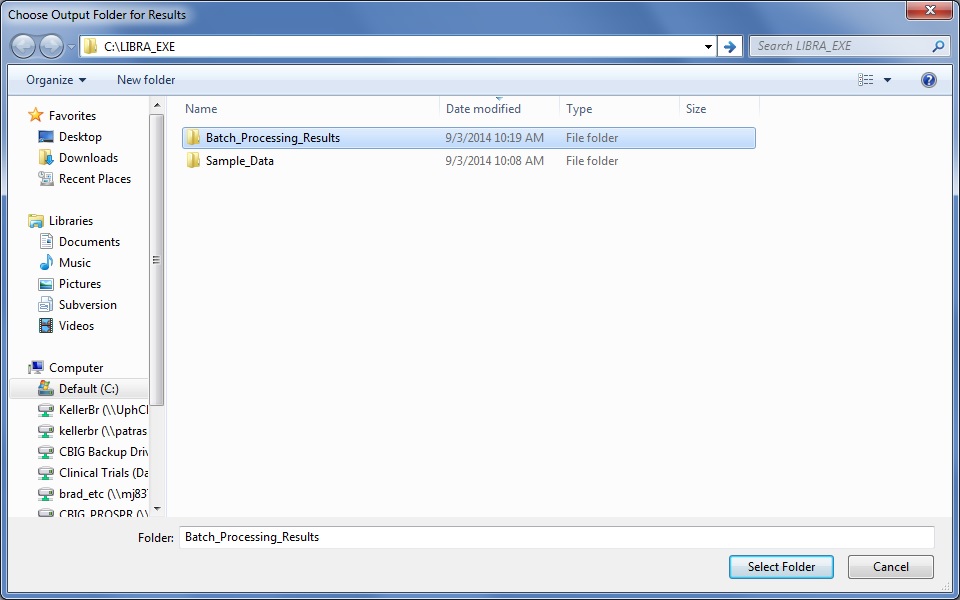 Choose Output Folder for Results
C:\LIBRA_EXE
Search LIBRA_EXE
Organize
New folder
Name Date modified Type Size
Favorites
Desktop
Downloads
Recent Places
Libraries
Documents
Music
Pictures
Subversion
Videos
Computer
Default (C:)
KellerBr (\\UphCl
kellerbr (\\patras
CBIG Backup Driv
Clinical Trials (Da
brad_etc (\\mj837
CBIG_PROSPR (\\
Batch_Processing_Results 9/3/2014 10:19 AM File folder
Sample_Data 9/3/2014 10:08 AM File folder
Folder: Batch_Processing_Results
Select Folder Cancel